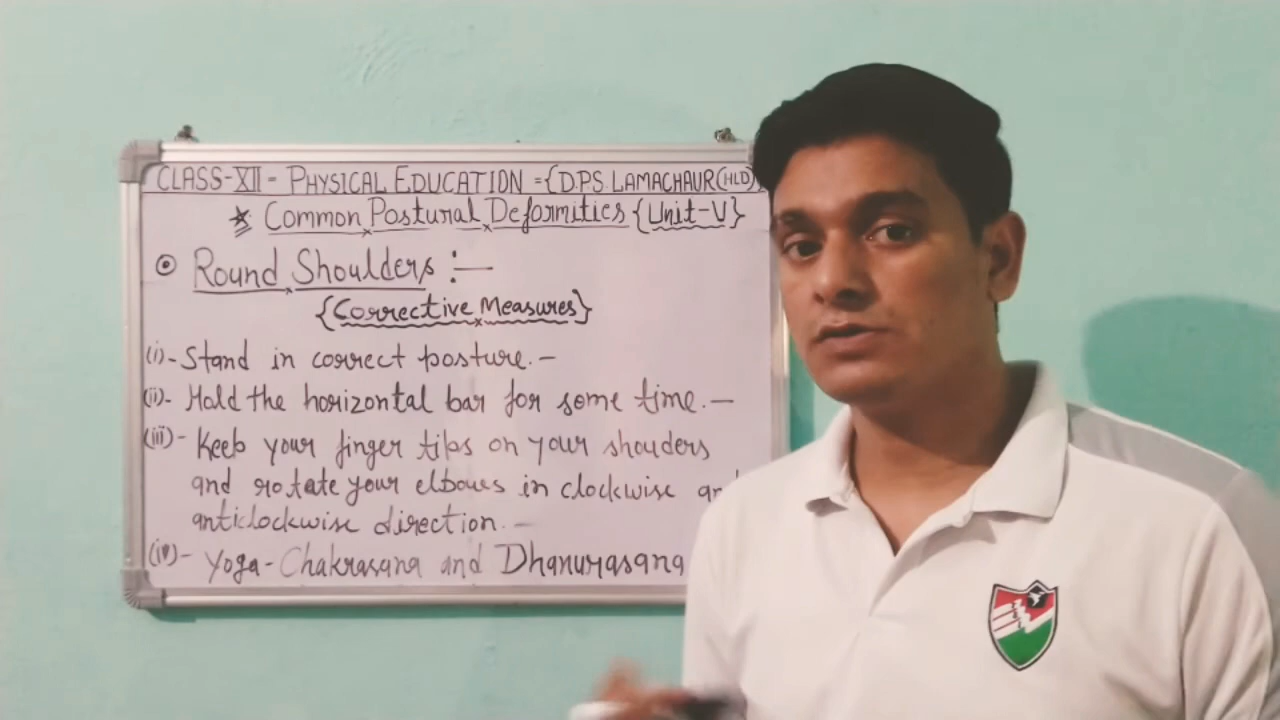 CLASS-XII - PHYSICAL EDUCATION = {D.P.S. LAMACHAUR (HLD)
* Common Postural Deformities {Unit-V}
Round Shoulders :—
{Corrective Measures}
(i)- Stand in correct posture. –
(ii)- Hold the horizontal bar for some time. –
(iii)- Keep your finger tips on your shouders
and rotate your elbows in clockwise an
anticlockwise direction. –
(iv)- Yoga - Chakrasana and Dhanurasana